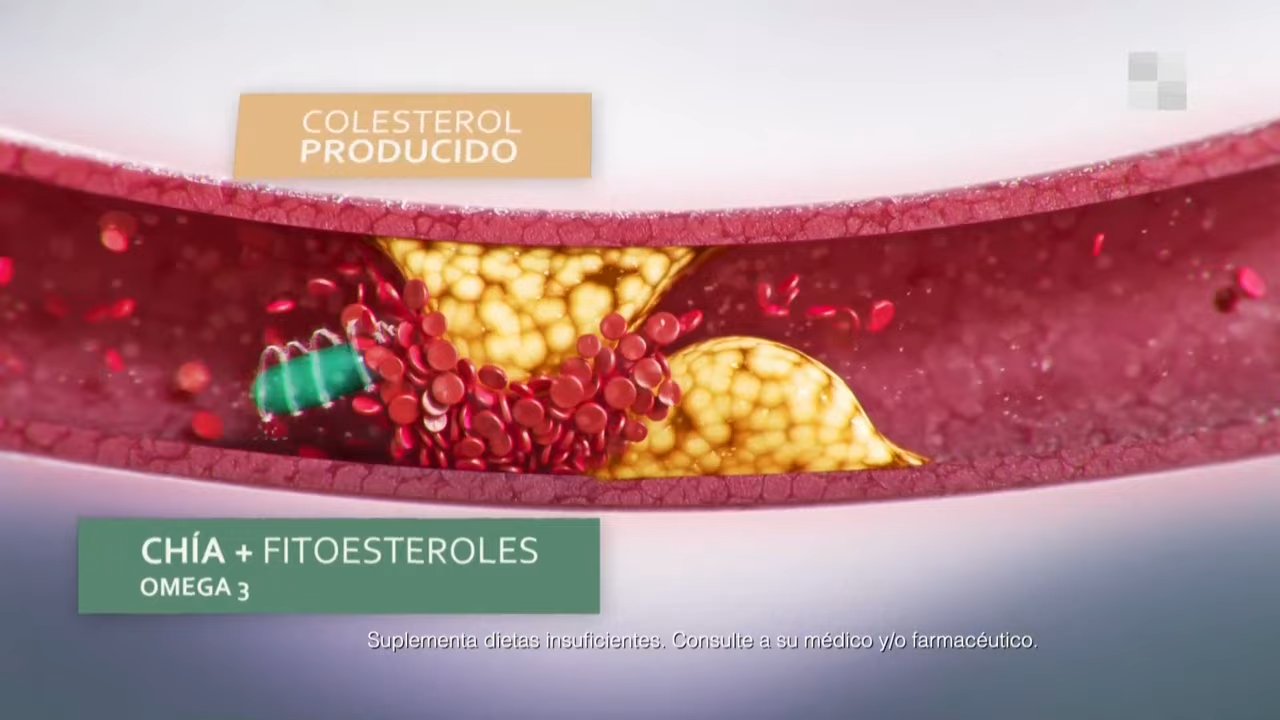 COLESTEROL
PRODUCIDO
CHÍA + FITOESTEROLES
OMEGA 3
Suplementa dietas insuficientes. Consulte a su médico y/o farmacéutico.